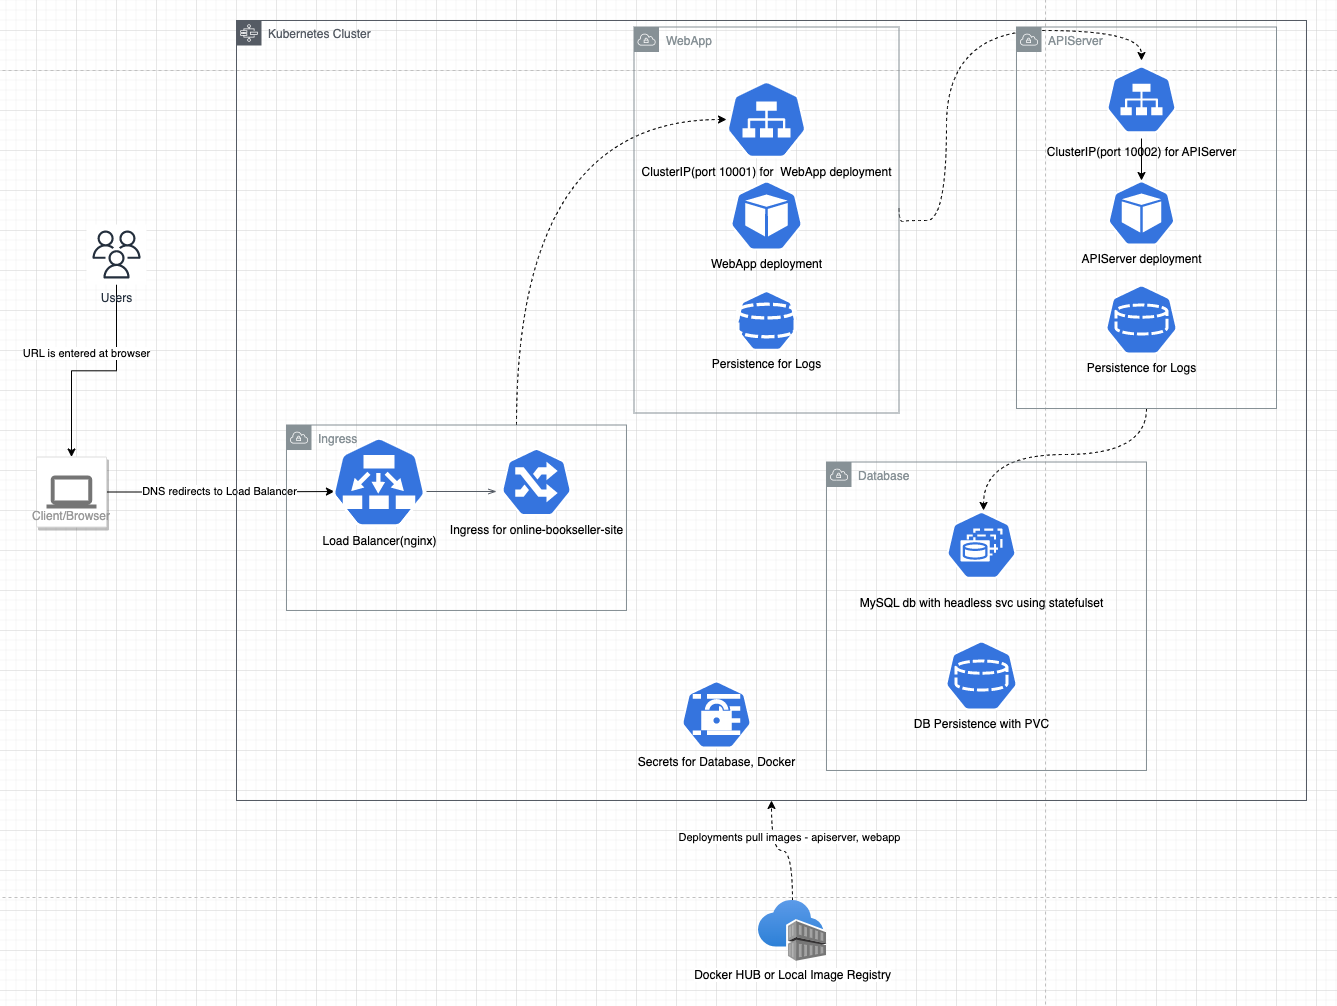 Kubernetes Cluster
WebApp
APIServer
ClusterIP(port 10001) for WebApp deployment
ClusterIP(port 10002) for APIServer
WebApp deployment
APIServer deployment
Persistence for Logs
Persistence for Logs
Users
URL is entered at browser
Client/Browser
DNS redirects to Load Balancer
Ingress
Load Balancer(nginx)
Ingress for online-bookseller-site
Database
MySQL db with headless svc using statefulset
DB Persistence with PVC
Secrets for Database, Docker
Deployments pull images - apiserver, webapp
Docker HUB or Local Image Registry